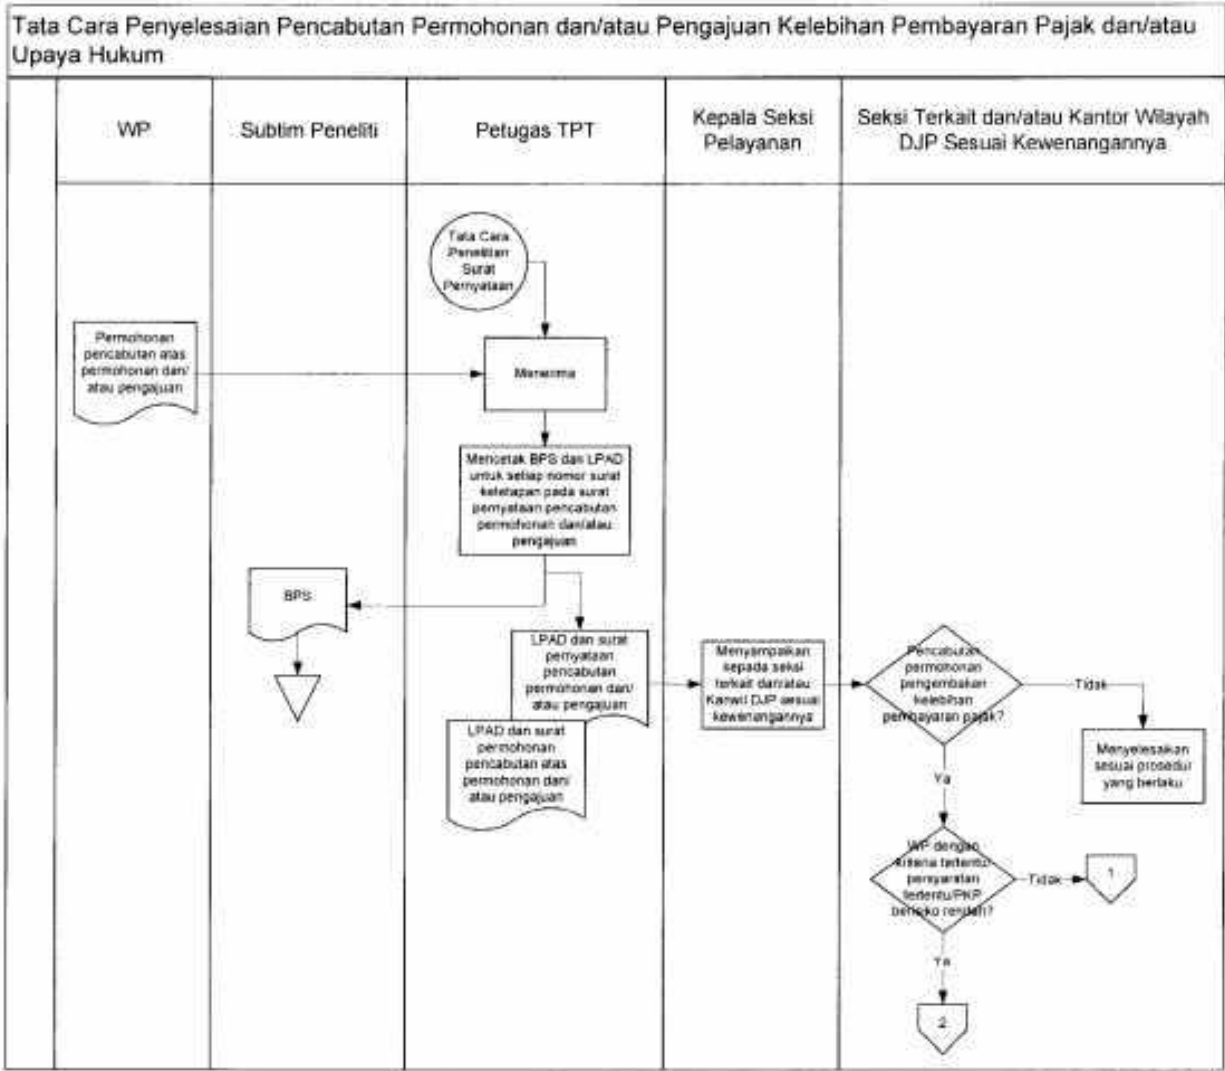 Tata Cara Penyelesaian Pencabutan Permohonan dan/atau Pengajuan Kelebihan Pembayaran Pajak dan/atau
Upaya Hukum
WP
Subtim Peneliti
Petugas TPT
Kepala Seksi
Pelayanan
Seksi Terkait dan/atau Kantor Wilayah
DJP Sesuai Kewenangannya
Tata Cara
Penelitian
Surat
Pernyataan
Permohonan
pencabutan atas
permohonan dan/
atau pengajuan
Menerima
Mencetak BPS dan LPAD
untuk setiap nomor surat
ketetapan pada surat
pernyataan pencabutan
permohonan dan/atau
pengajuan
BPS
LPAD dan surat
pernyataan
pencabutan
permohonan dan/
atau pengajuan
LPAD dan surat
permohonan
pencabutan atas
permohonan dan/
atau pengajuan
Menyampaikan
kepada seksi
terkait dan/atau
Kanwil DJP sesuai
kewenangannya
Pencabutan
permohonan
pengembakan
kelebihan
pembayaran pajak?
Tidak
Menyelesaikan
sesuai prosedur
yang berlaku
Ya
WP dengan
kriteria tertentu/
persyaratan
tertentu/PKP
berisiko rendah?
Tidak
1
Ya
2